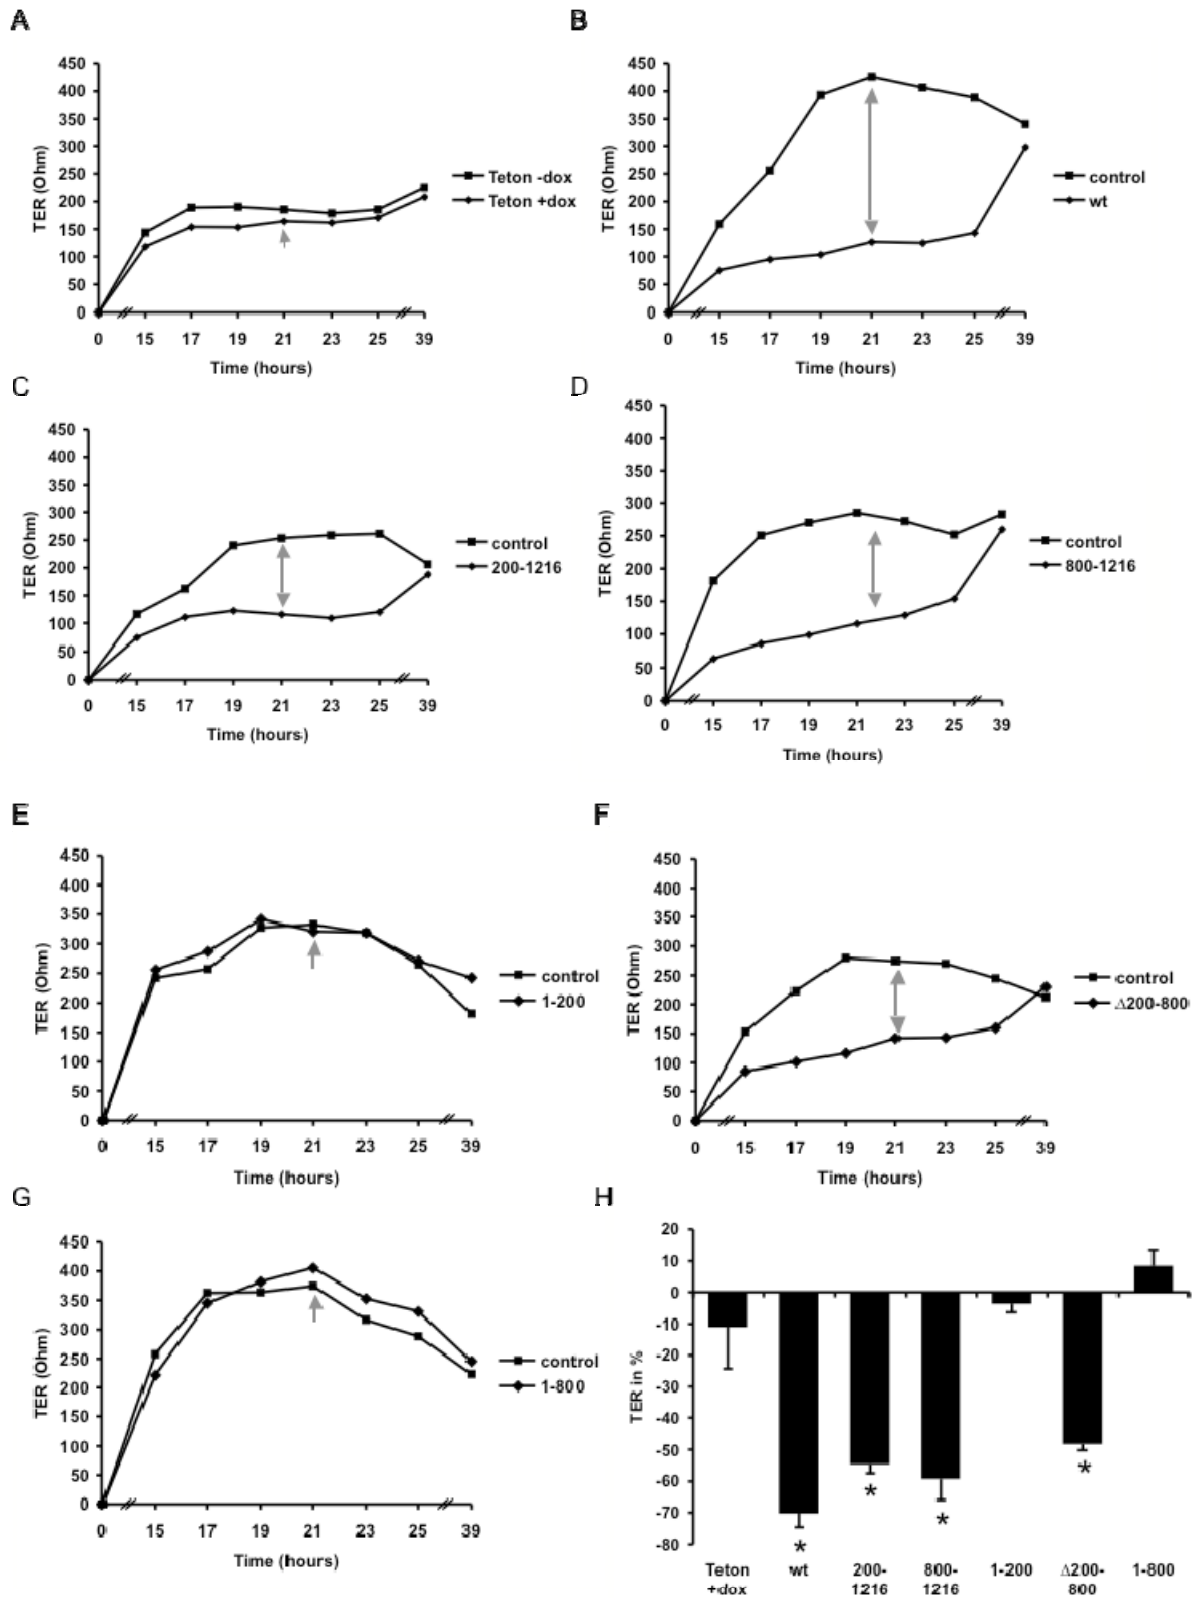 A
450
400
350
300
250
200
150
100
50
0
TER (Ohm)
0 15 17 19 21 23 25 39
Time (hours)
Teton -dox
Teton +dox
B
450
400
350
300
250
200
150
100
50
0
TER (Ohm)
0 15 17 19 21 23 25 39
Time (hours)
control
wt
C
450
400
350
300
250
200
150
100
50
0
TER (Ohm)
0 15 17 19 21 23 25 39
Time (hours)
control
200-1216
D
450
400
350
300
250
200
150
100
50
0
TER (Ohm)
0 15 17 19 21 23 25 39
Time (hours)
control
800-1216
E
450
400
350
300
250
200
150
100
50
0
TER (Ohm)
0 15 17 19 21 23 25 39
Time (hours)
control
1-200
F
450
400
350
300
250
200
150
100
50
0
TER (Ohm)
0 15 17 19 21 23 25 39
Time (hours)
control
Δ200-800
G
450
400
350
300
250
200
150
100
50
0
TER (Ohm)
0 15 17 19 21 23 25 39
Time (hours)
control
1-800
H
20
10
0
-10
-20
-30
-40
-50
-60
-70
-80
TER in %
* * * *
Teton wt 200- 800- 1-200 Δ200- 1-800
+dox 1216 1216 800